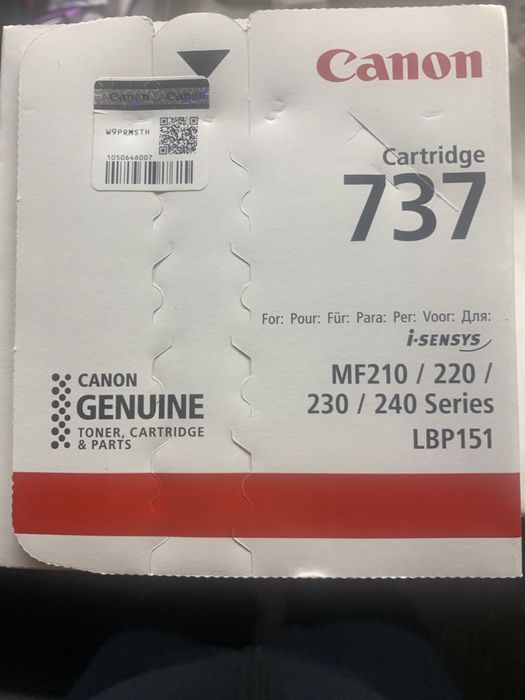 Canon
Canon Canon
W9PRMSTH
1050646007
Cartridge
737
For: Pour: Für: Para: Per: Voor: Для:
i-SENSYS
MF210 / 220 /
230 / 240 Series
LBP151
CANON
GENUINE
TONER, CARTRIDGE
& PARTS